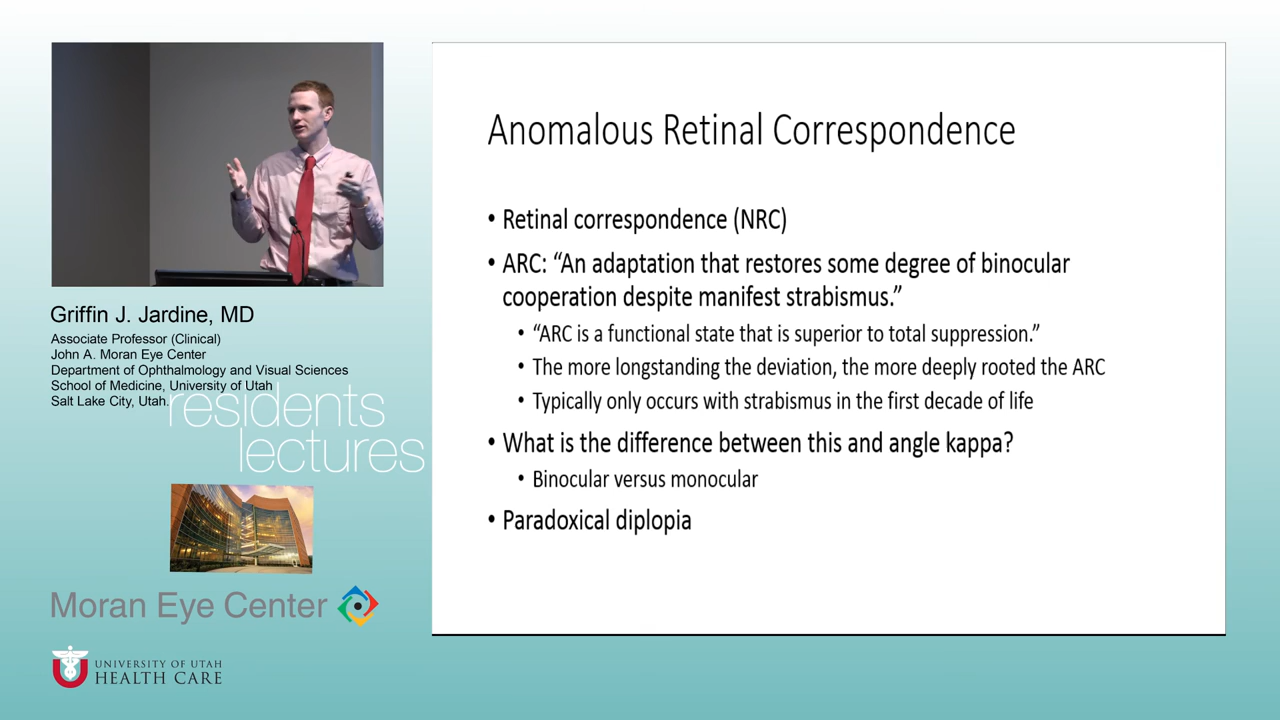 Griffin J. Jardine, MD
Associate Professor (Clinical)
John A. Moran Eye Center
Department of Ophthalmology and Visual Sciences
School of Medicine, University of Utah
Salt Lake City, Utah.
residents
lectures
Moran Eye Center
UNIVERSITY OF UTAH
HEALTH CARE
Anomalous Retinal Correspondence
• Retinal correspondence (NRC)
• ARC: “An adaptation that restores some degree of binocular
cooperation despite manifest strabismus.”
• “ARC is a functional state that is superior to total suppression.”
• The more longstanding the deviation, the more deeply rooted the ARC
• Typically only occurs with strabismus in the first decade of life
• What is the difference between this and angle kappa?
• Binocular versus monocular
• Paradoxical diplopia